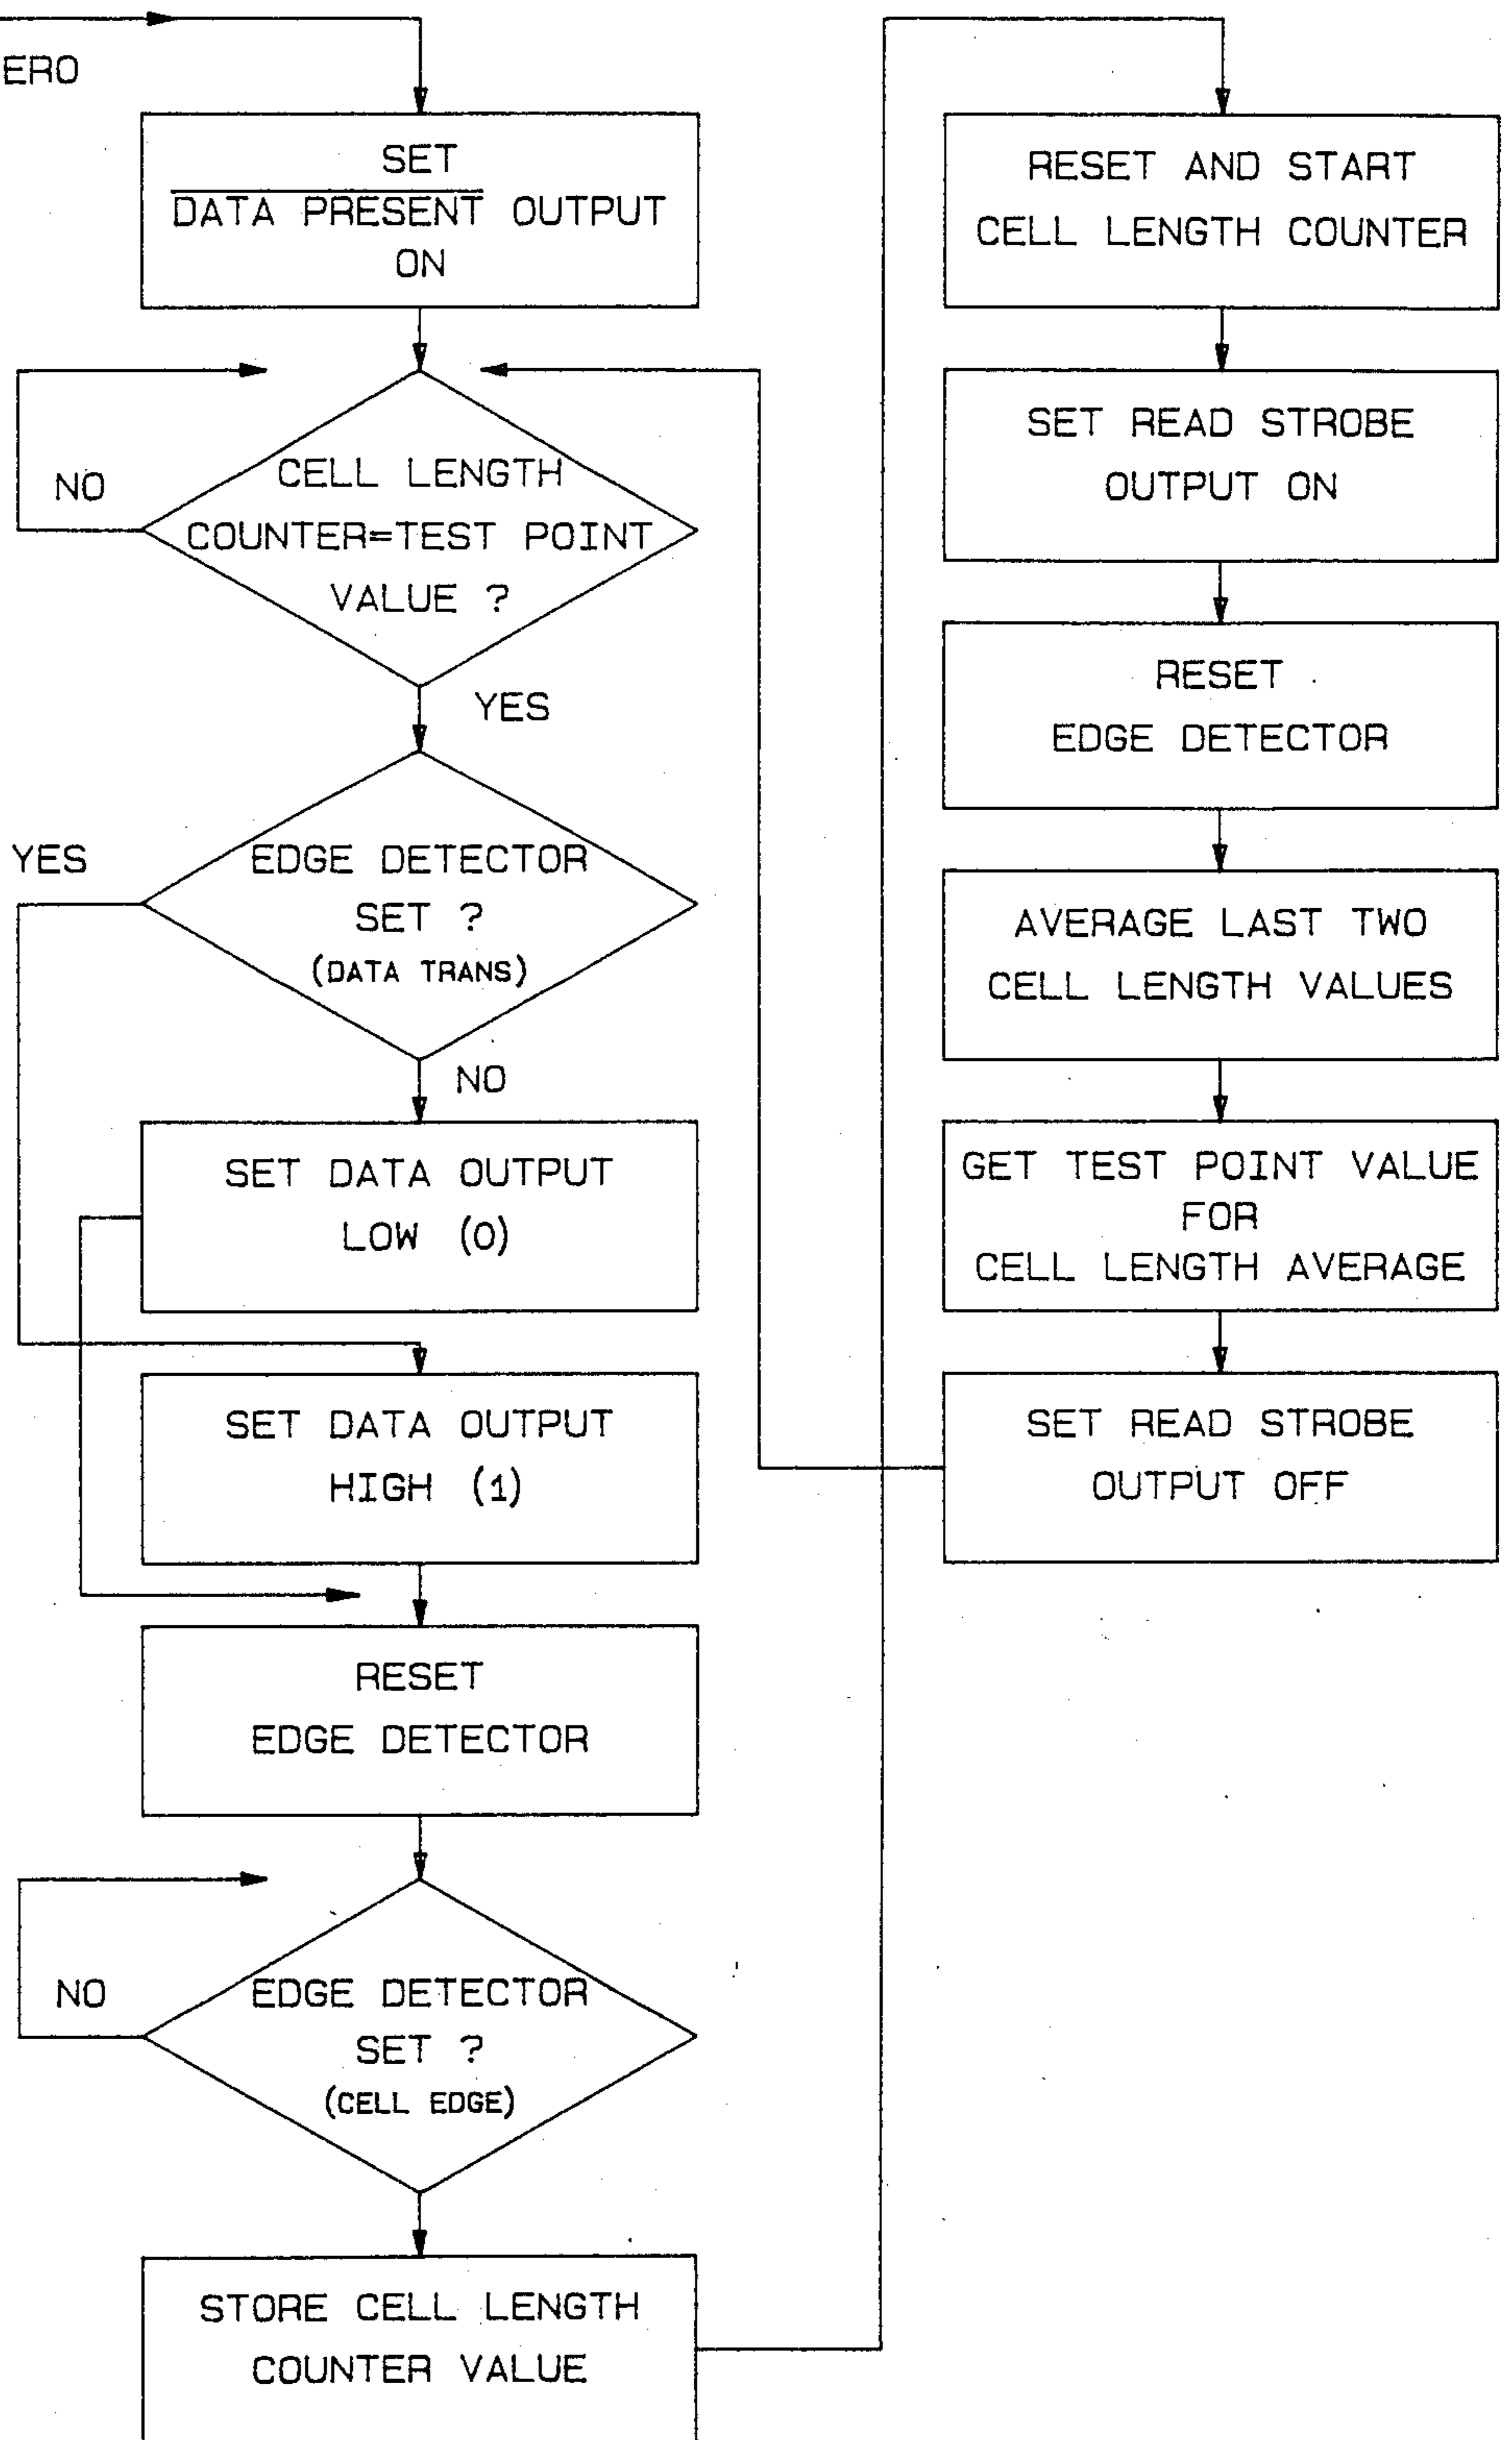 ERO
SET
DATA PRESENT OUTPUT
ON
NO
CELL LENGTH
COUNTER=TEST POINT
VALUE ?
YES
YES
EDGE DETECTOR
SET ?
(DATA TRANS)
NO
SET DATA OUTPUT
LOW (0)
SET DATA OUTPUT
HIGH (1)
RESET
EDGE DETECTOR
NO
EDGE DETECTOR
SET ?
(CELL EDGE)
STORE CELL LENGTH
COUNTER VALUE
RESET AND START
CELL LENGTH COUNTER
SET READ STROBE
OUTPUT ON
RESET
EDGE DETECTOR
AVERAGE LAST TWO
CELL LENGTH VALUES
GET TEST POINT VALUE
FOR
CELL LENGTH AVERAGE
SET READ STROBE
OUTPUT OFF